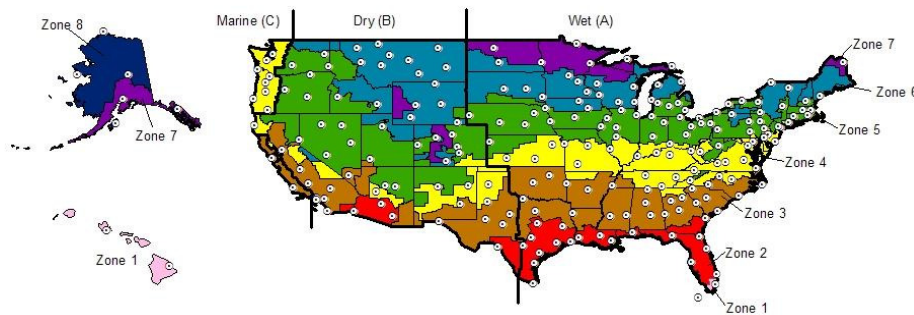 Marine (C)
Dry (B)
Wet (A)
Zone 8
Zone 7
Zone 7
Zone 6
Zone 5
Zone 4
Zone 3
Zone 2
Zone 1
Zone 1